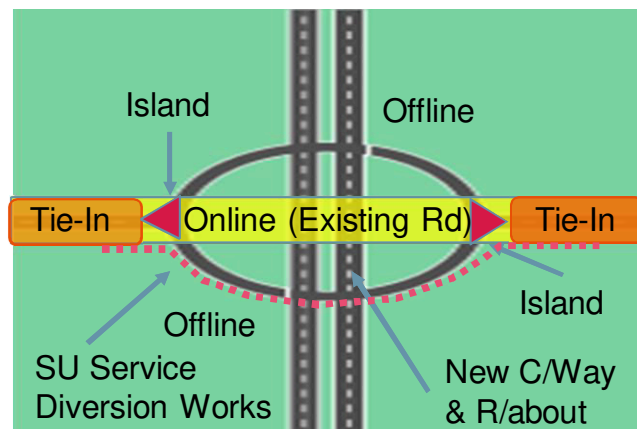 Island
Offline
Tie-In
Online (Existing Rd)
Tie-In
Offline
Island
SU Service
Diversion Works
New C/Way
& R/about